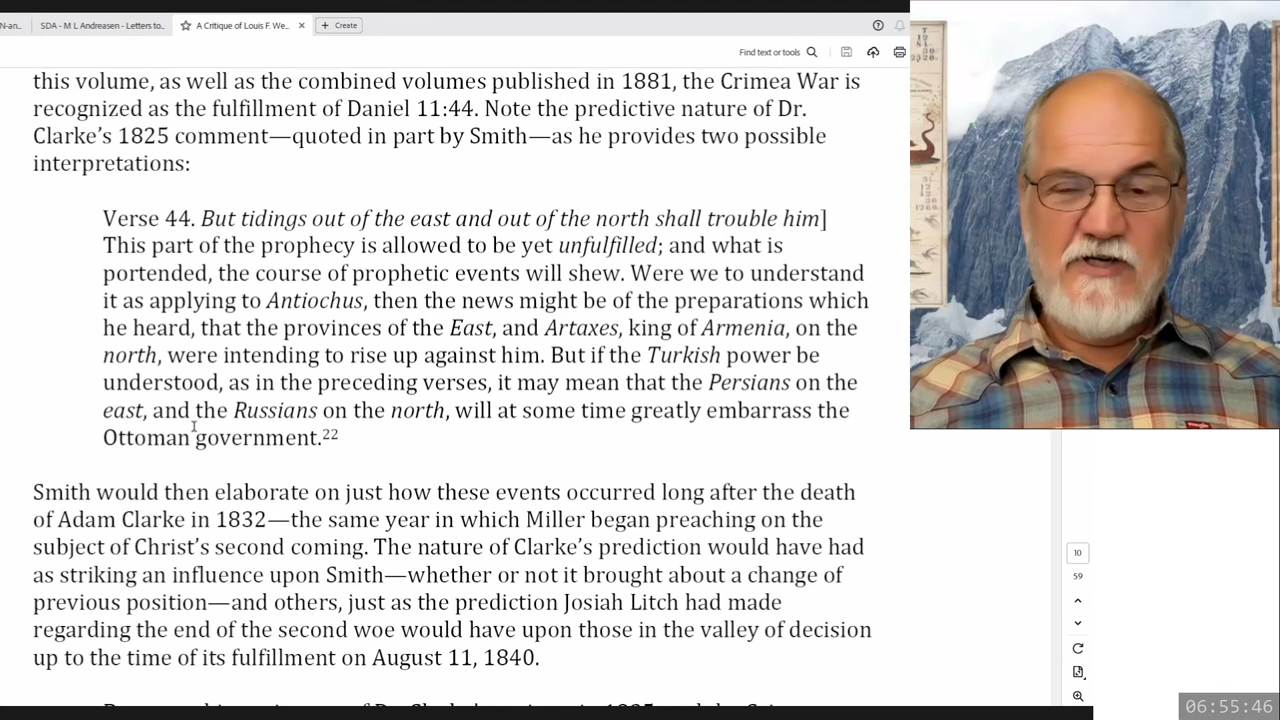 N-an..
SDA - M L Andreasen - Letters to..
A Critique of Louis F. We...
Create
Find text or tools
this volume, as well as the combined volumes published in 1881, the Crimea War is
recognized as the fulfillment of Daniel 11:44. Note the predictive nature of Dr.
Clarke’s 1825 comment—quoted in part by Smith—as he provides two possible
interpretations:
Verse 44. But tidings out of the east and out of the north shall trouble him]
This part of the prophecy is allowed to be yet unfulfilled; and what is
portended, the course of prophetic events will shew. Were we to understand
it as applying to Antiochus, then the news might be of the preparations which
he heard, that the provinces of the East, and Artaxes, king of Armenia, on the
north, were intending to rise up against him. But if the Turkish power be
understood, as in the preceding verses, it may mean that the Persians on the
east, and the Russians on the north, will at some time greatly embarrass the
Ottoman government.22
Smith would then elaborate on just how these events occurred long after the death
of Adam Clarke in 1832—the same year in which Miller began preaching on the
subject of Christ’s second coming. The nature of Clarke’s prediction would have had
as striking an influence upon Smith—whether or not it brought about a change of
previous position—and others, just as the prediction Josiah Litch had made
regarding the end of the second woe would have upon those in the valley of decision
up to the time of its fulfillment on August 11, 1840.
10
59
06:55:46